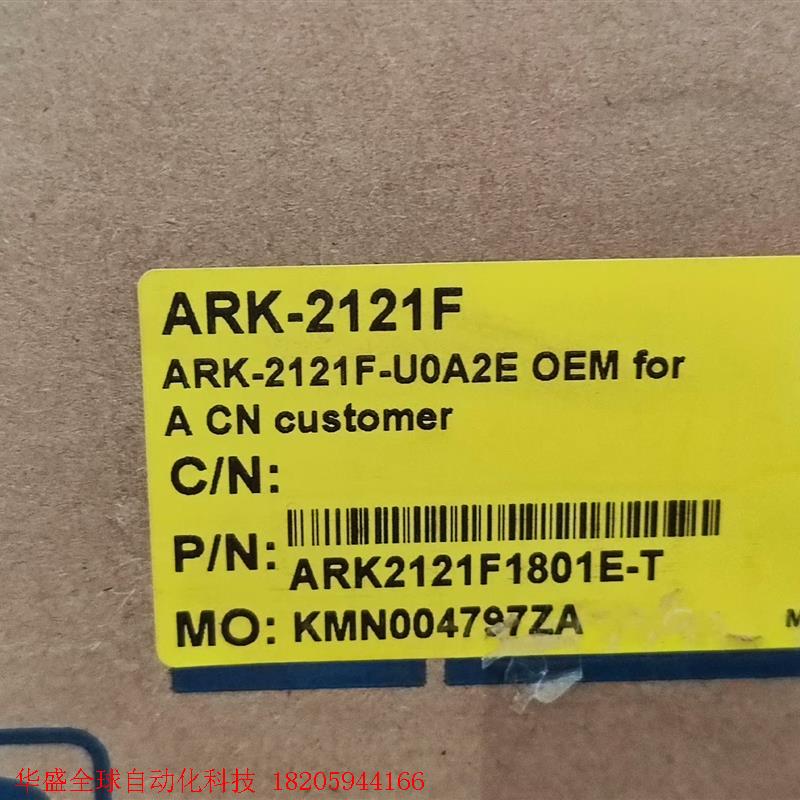 ARK-2121F
ARK-2121F-U0A2E OEM for
A CN customer
C/N:
P/N:
ARK2121F1801E-T
MO: KMN004797ZA
M
华盛全球自动化科技 18205944166